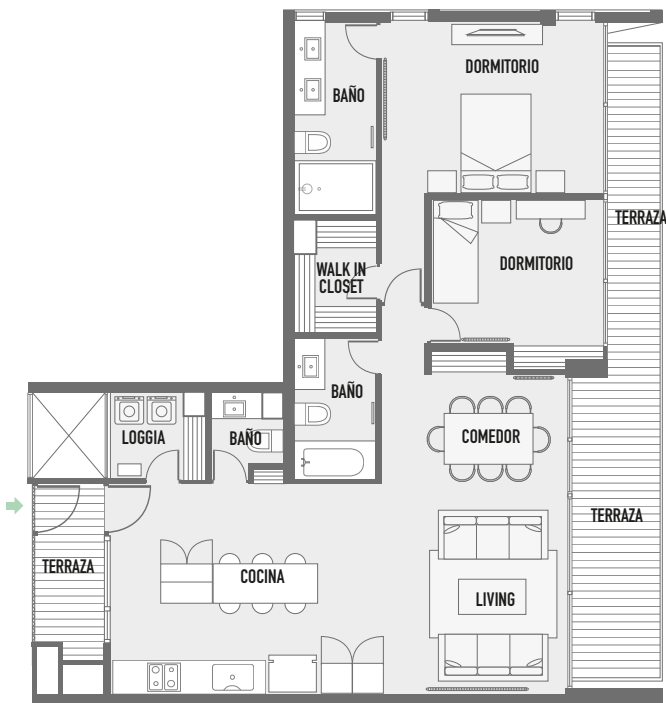 DORMITORIO
BAÑO
TERRAZA
DORMITORIO
WALK IN
CLOSET
BAÑO
LOGGIA
BAÑO
COMEDOR
TERRAZA
TERRAZA
COCINA
LIVING